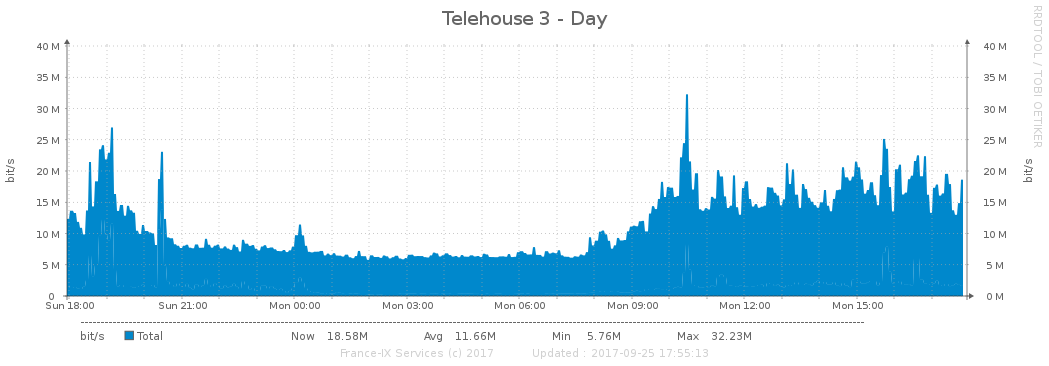 Telehouse 3 - Day
RRDTOOL / TOBI OETIKER
bit/s
40 M 40 M
35 M 35 M
30 M 30 M
25 M 25 M
20 M 20 M
15 M 15 M
10 M 10 M
5 M 5 M
0 0 M
bit/s
Sun 18:00 Sun 21:00 Mon 00:00 Mon 03:00 Mon 06:00 Mon 09:00 Mon 12:00 Mon 15:00
bit/s Total Now 18.58M Avg 11.66M Min 5.76M Max 32.23M
France-IX Services (c) 2017 Updated : 2017-09-25 17:55:13